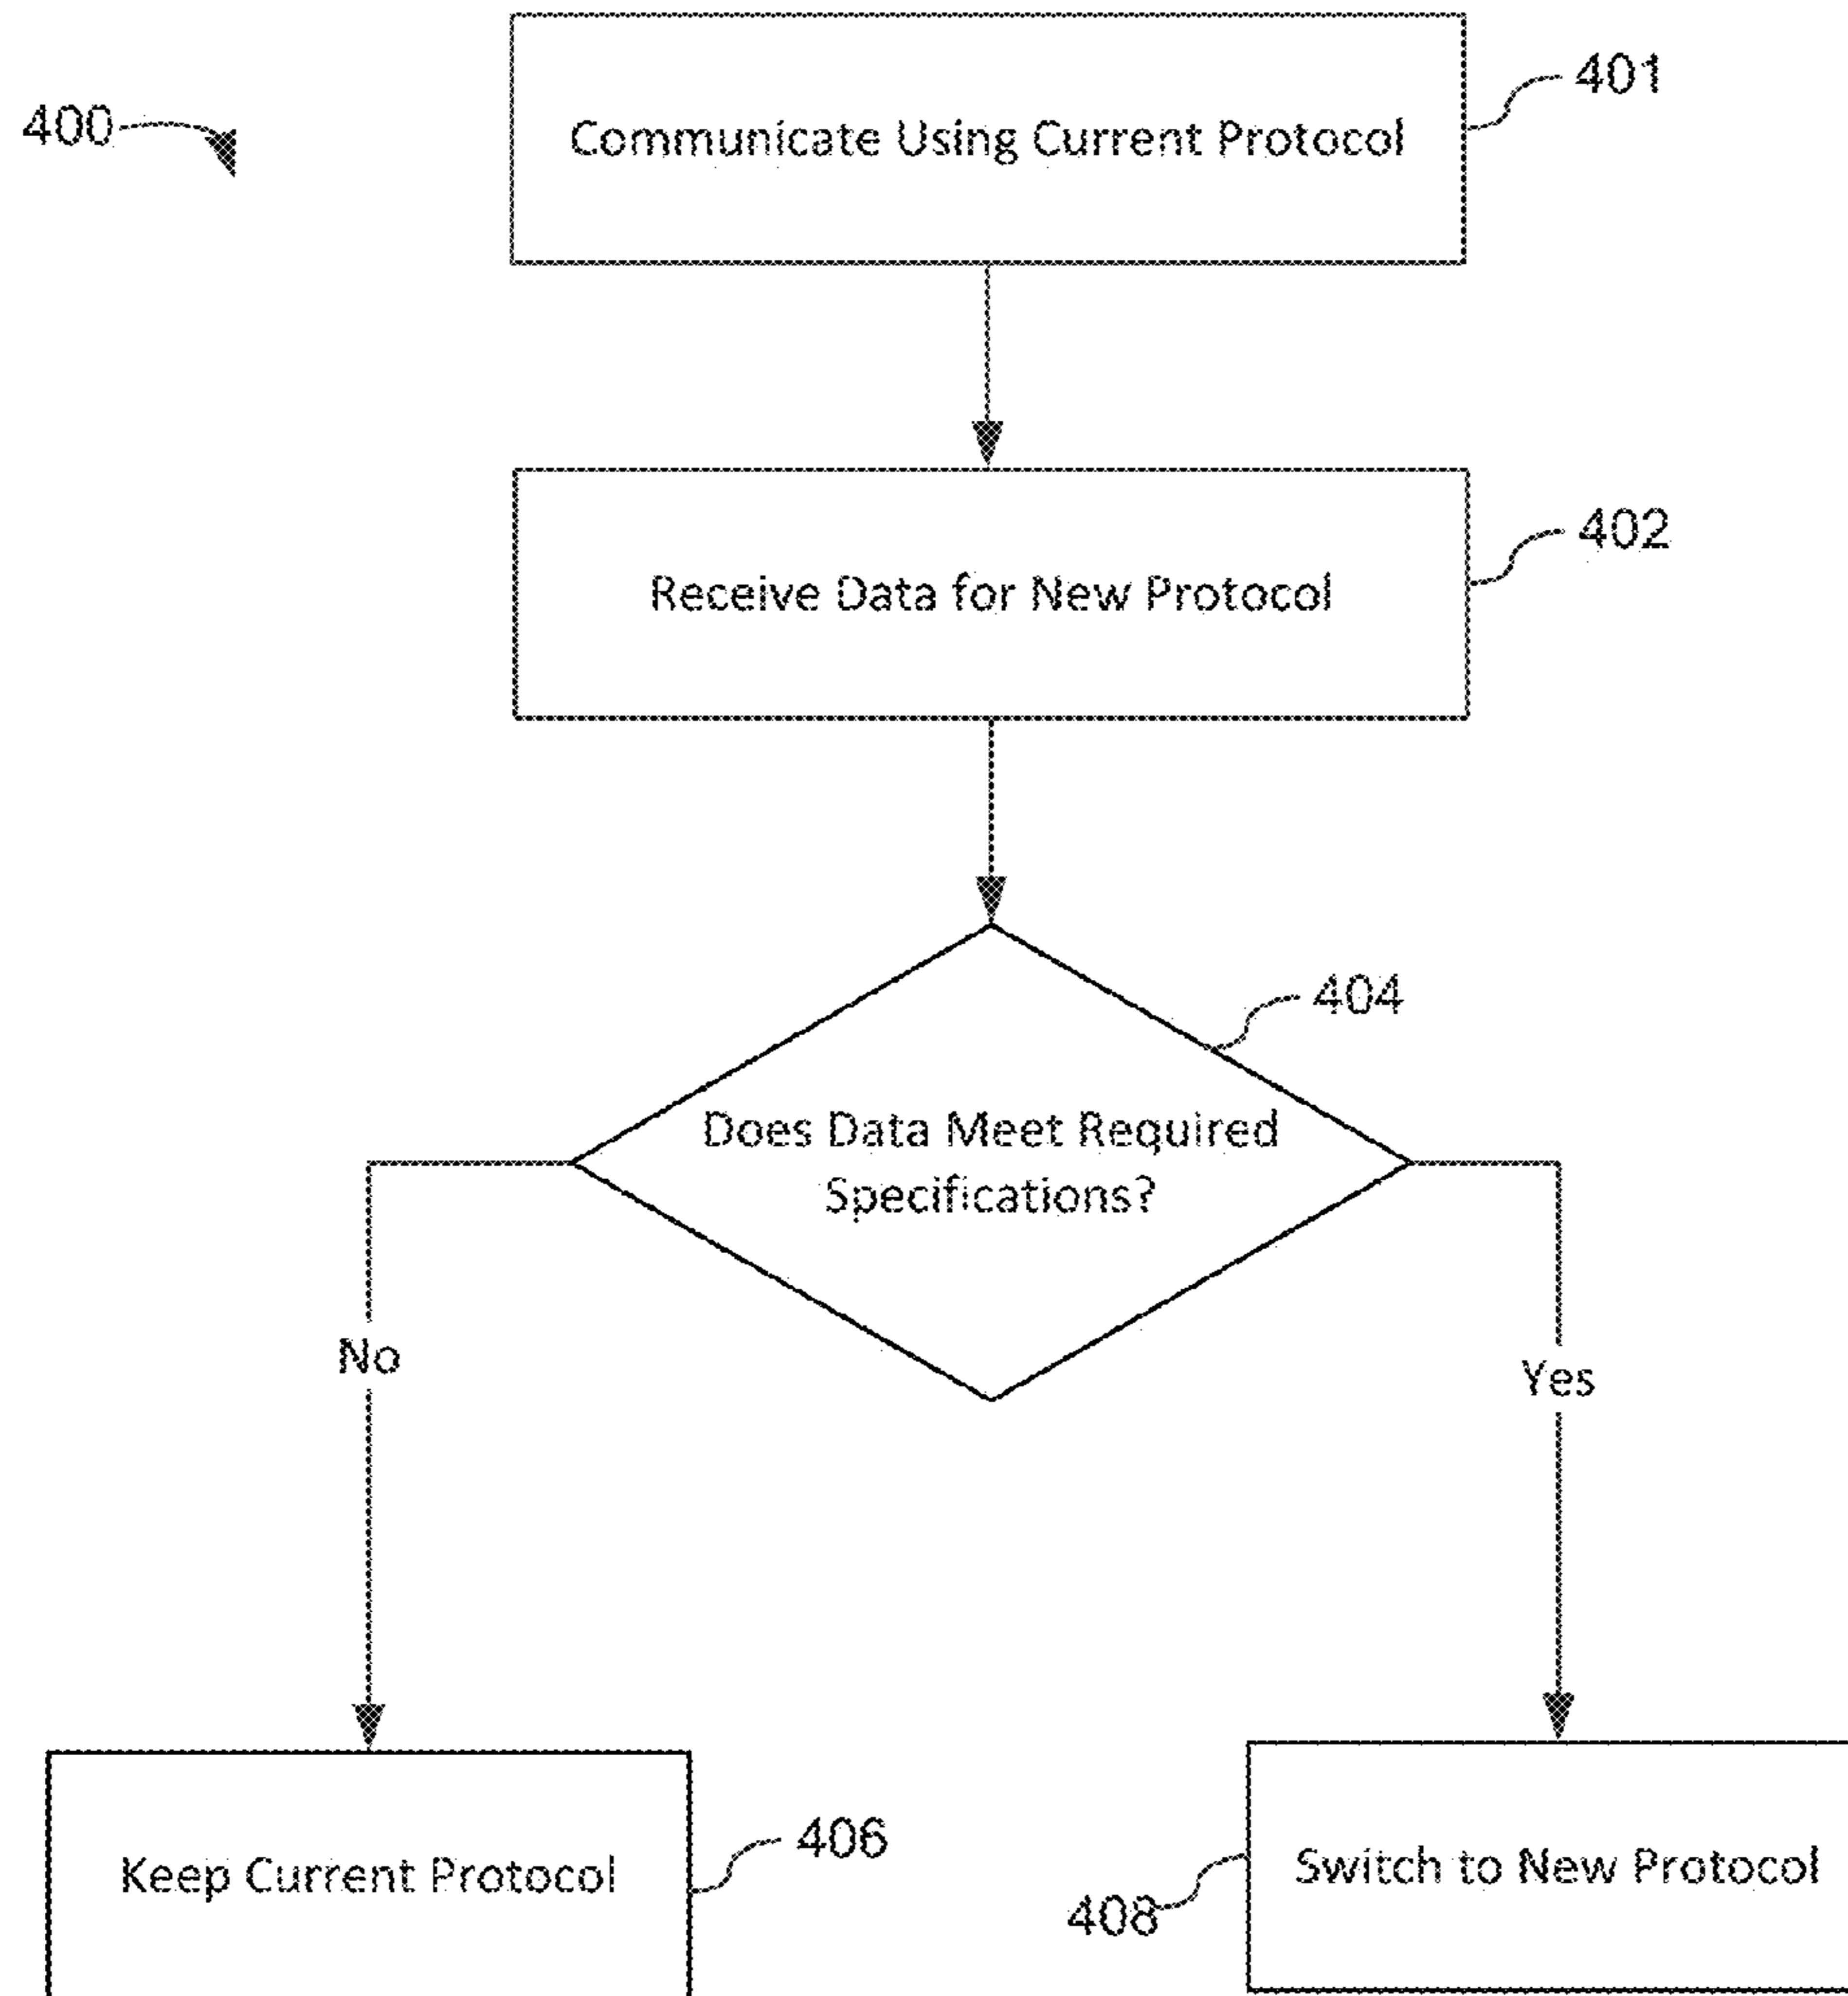 400
Communicate Using Current Protocol
401
Receive Data for New Protocol
402
404
Does Data Meet Required
Specifications?
No
Yes
Keep Current Protocol
406
408
Switch to New Protocol